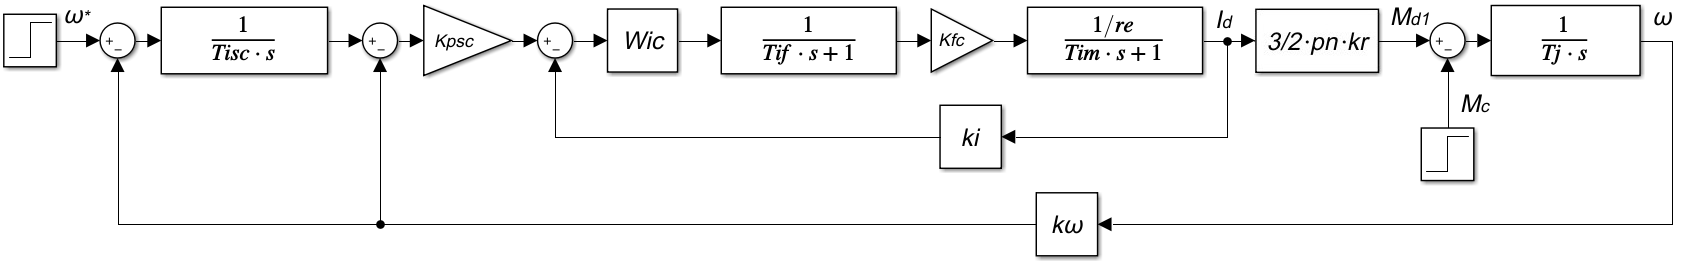 ω*
+
−
1
Tisc · s
+
−
Kpsc
+
−
Wic
1
Tif · s + 1
Kfc
1/re
Tim · s + 1
Id
3/2·pn·kr
Md1
+
−
1
Tj · s
ω
Mc
ki
kω